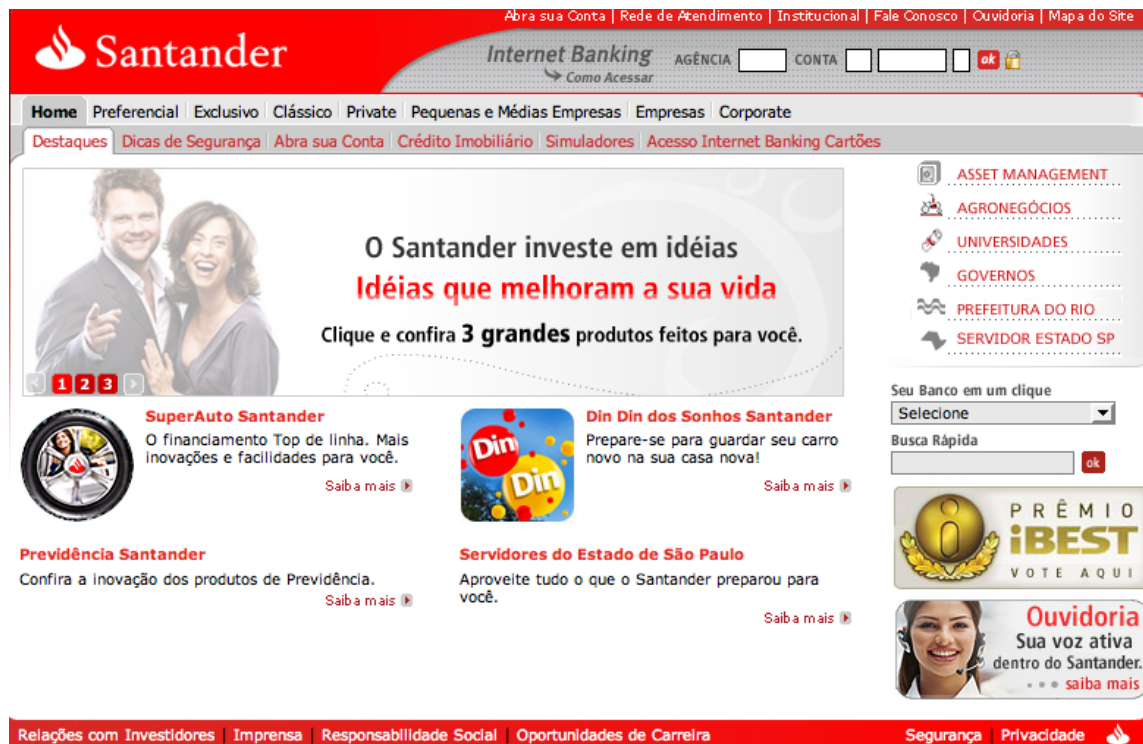 Abra sua Conta | Rede de Atendimento | Institucional | Fale Conosco | Ouvidoria | Mapa do Site
Santander
Internet Banking
Como Acessar
AGÊNCIA
CONTA
ok
Home Preferencial Exclusivo Clássico Private Pequenas e Médias Empresas Empresas Corporate
Destaques Dicas de Segurança Abra sua Conta Crédito Imobiliário Simuladores Acesso Internet Banking Cartões
O Santander investe em idéias
Idéias que melhoram a sua vida
Clique e confira 3 grandes produtos feitos para você.
< 1 2 3 >
ASSET MANAGEMENT
AGRONEGÓCIOS
UNIVERSIDADES
GOVERNOS
PREFEITURA DO RIO
SERVIDOR ESTADO SP
SuperAuto Santander
O financiamento Top de linha. Mais
inovações e facilidades para você.
Saiba mais
Din Din
Din Din dos Sonhos Santander
Prepare-se para guardar seu carro
novo na sua casa nova!
Saiba mais
Seu Banco em um clique
Selecione
Busca Rápida
ok
Previdência Santander
Confira a inovação dos produtos de Previdência.
Saiba mais
Servidores do Estado de São Paulo
Aproveite tudo o que o Santander preparou para
você.
Saiba mais
PRÊMIO
iBEST
VOTE AQUI
Ouvidoria
Sua voz ativa
dentro do Santander.
saiba mais
Relações com Investidores | Imprensa | Responsabilidade Social | Oportunidades de Carreira
Segurança | Privacidade